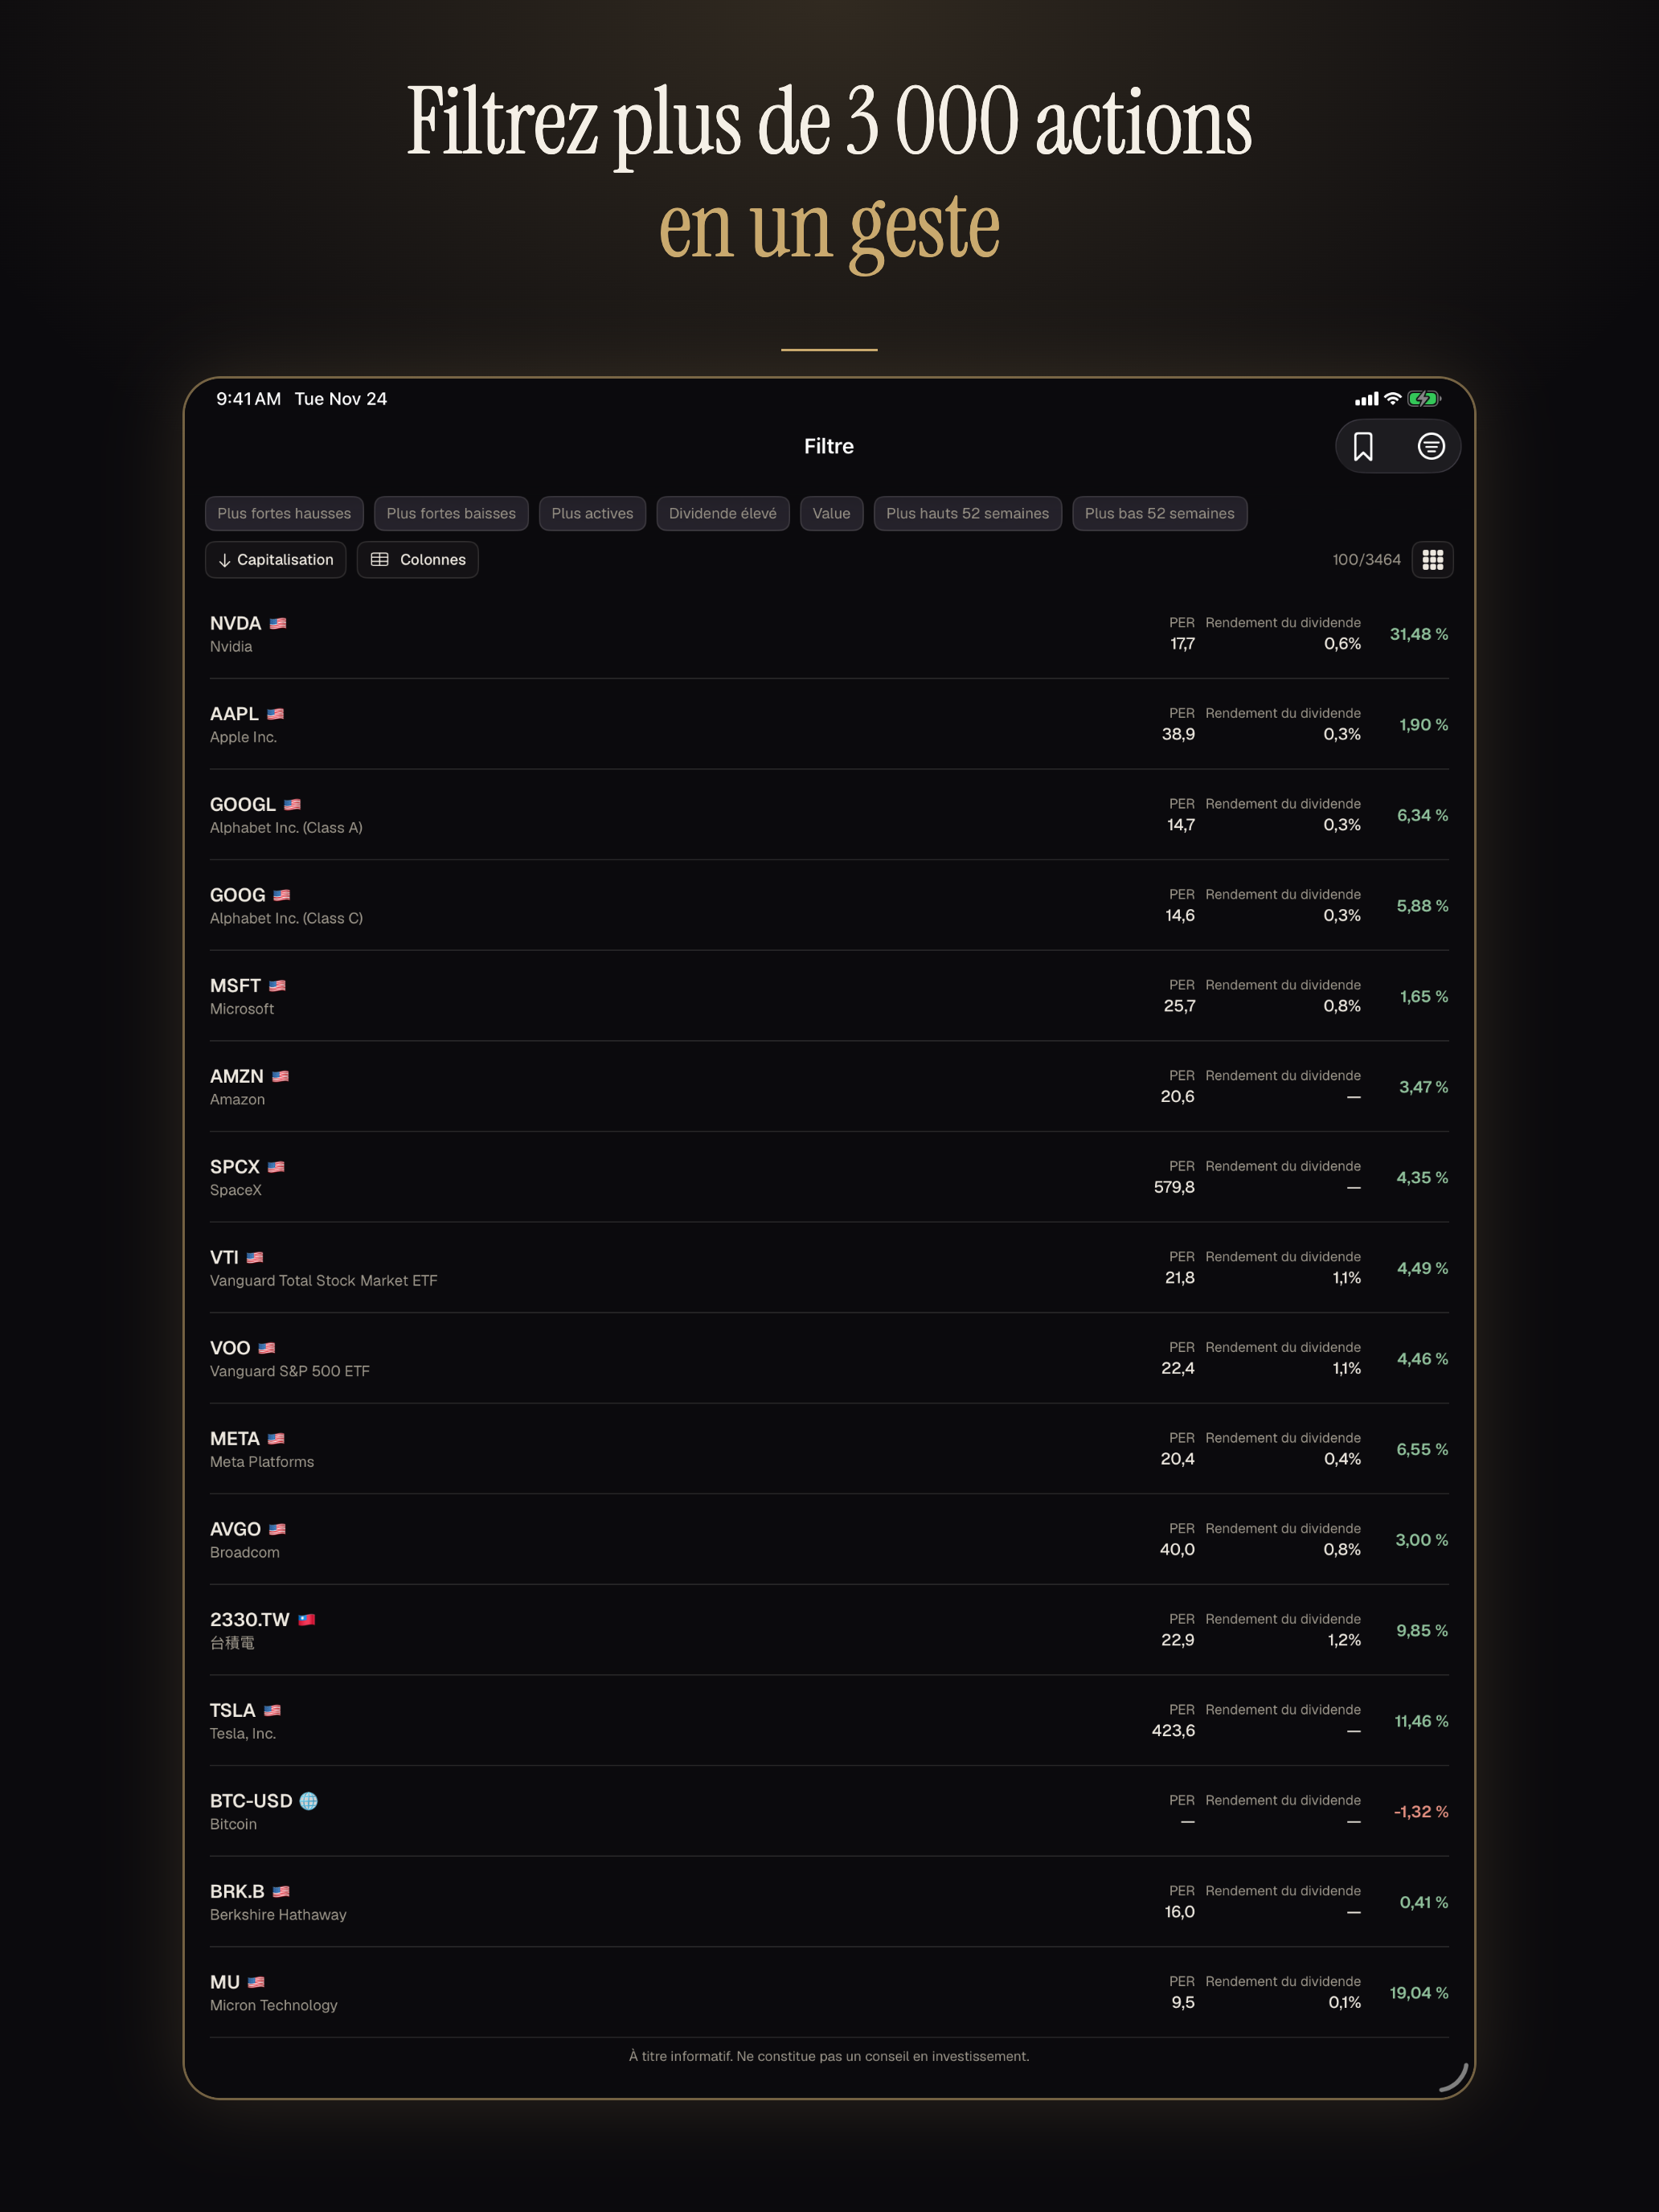 Filtrez plus de 3 000 actions
en un geste
9:41 AM Tue Nov 24
Filtre
Plus fortes hausses Plus fortes baisses Plus actives Dividende élevé Value Plus hauts 52 semaines Plus bas 52 semaines
↓ Capitalisation Colonnes 100/3464
NVDA PER Rendement du dividende 31,48 %
Nvidia 17,7 0,6%
AAPL PER Rendement du dividende 1,90 %
Apple Inc. 38,9 0,3%
GOOGL PER Rendement du dividende 6,34 %
Alphabet Inc. (Class A) 14,7 0,3%
GOOG PER Rendement du dividende 5,88 %
Alphabet Inc. (Class C) 14,6 0,3%
MSFT PER Rendement du dividende 1,65 %
Microsoft 25,7 0,8%
AMZN PER Rendement du dividende 3,47 %
Amazon 20,6 —
SPCX PER Rendement du dividende 4,35 %
SpaceX 579,8 —
VTI PER Rendement du dividende 4,49 %
Vanguard Total Stock Market ETF 21,8 1,1%
VOO PER Rendement du dividende 4,46 %
Vanguard S&P 500 ETF 22,4 1,1%
META PER Rendement du dividende 6,55 %
Meta Platforms 20,4 0,4%
AVGO PER Rendement du dividende 3,00 %
Broadcom 40,0 0,8%
2330.TW PER Rendement du dividende 9,85 %
台積電 22,9 1,2%
TSLA PER Rendement du dividende 11,46 %
Tesla, Inc. 423,6 —
BTC-USD PER Rendement du dividende -1,32 %
Bitcoin — —
BRK.B PER Rendement du dividende 0,41 %
Berkshire Hathaway 16,0 —
MU PER Rendement du dividende 19,04 %
Micron Technology 9,5 0,1%
À titre informatif. Ne constitue pas un conseil en investissement.